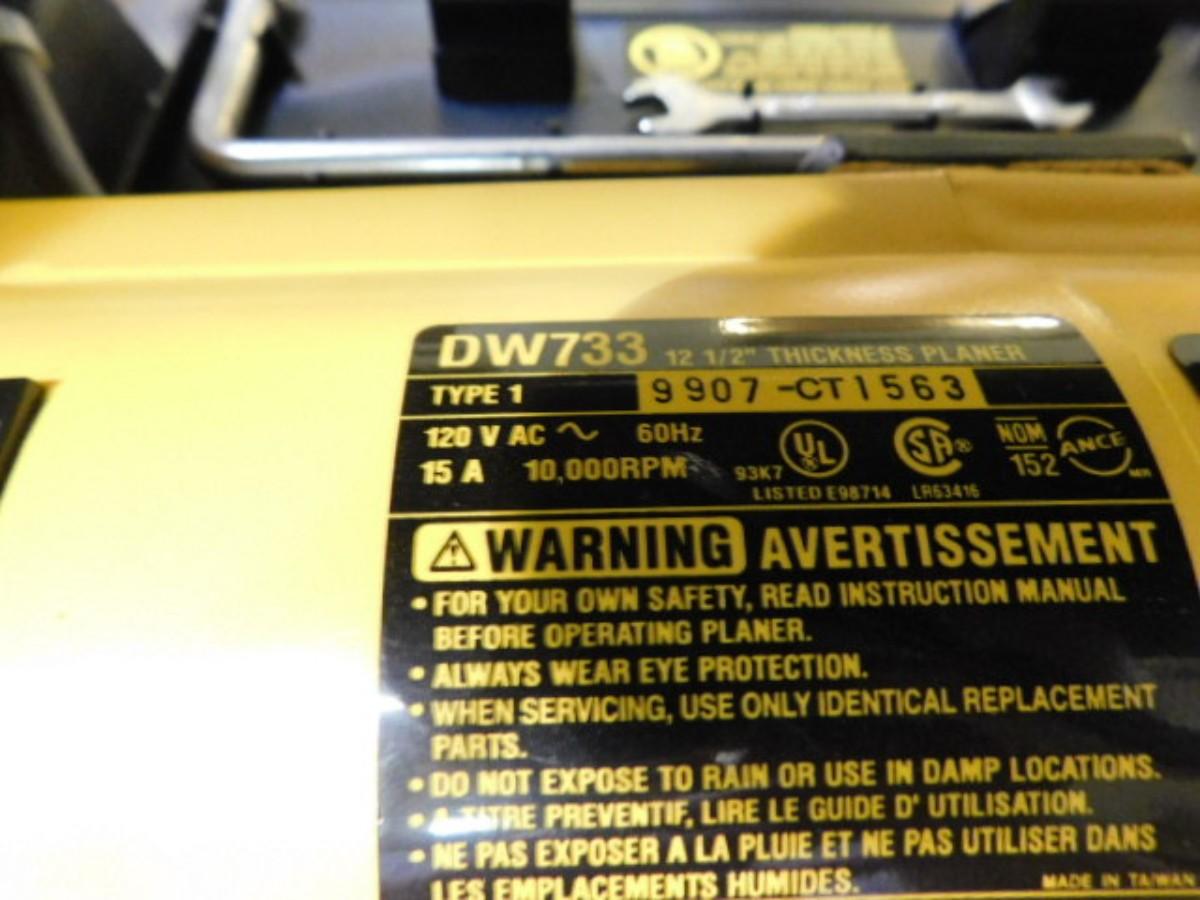 DW733 12 1/2" THICKNESS PLANER
TYPE 1 9907-CT1563
120 V AC ~ 60Hz
15 A 10,000RPM
93K7 UL
LISTED E98714
SA ®
LR63416
NOM
152
ANCE
MR
WARNING AVERTISSEMENT
• FOR YOUR OWN SAFETY, READ INSTRUCTION MANUAL
BEFORE OPERATING PLANER.
• ALWAYS WEAR EYE PROTECTION.
• WHEN SERVICING, USE ONLY IDENTICAL REPLACEMENT
PARTS.
• DO NOT EXPOSE TO RAIN OR USE IN DAMP LOCATIONS.
• A TITRE PREVENTIF, LIRE LE GUIDE D' UTILISATION.
• NE PAS EXPOSER A LA PLUIE ET NE PAS UTILISER DANS
LES EMPLACEMENTS HUMIDES.
MADE IN TAIWAN